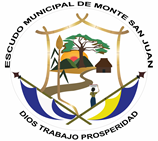 ESCUDO MUNICIPAL DE MONTE SAN JUAN
DIOS TRABAJO PROSPERIDAD